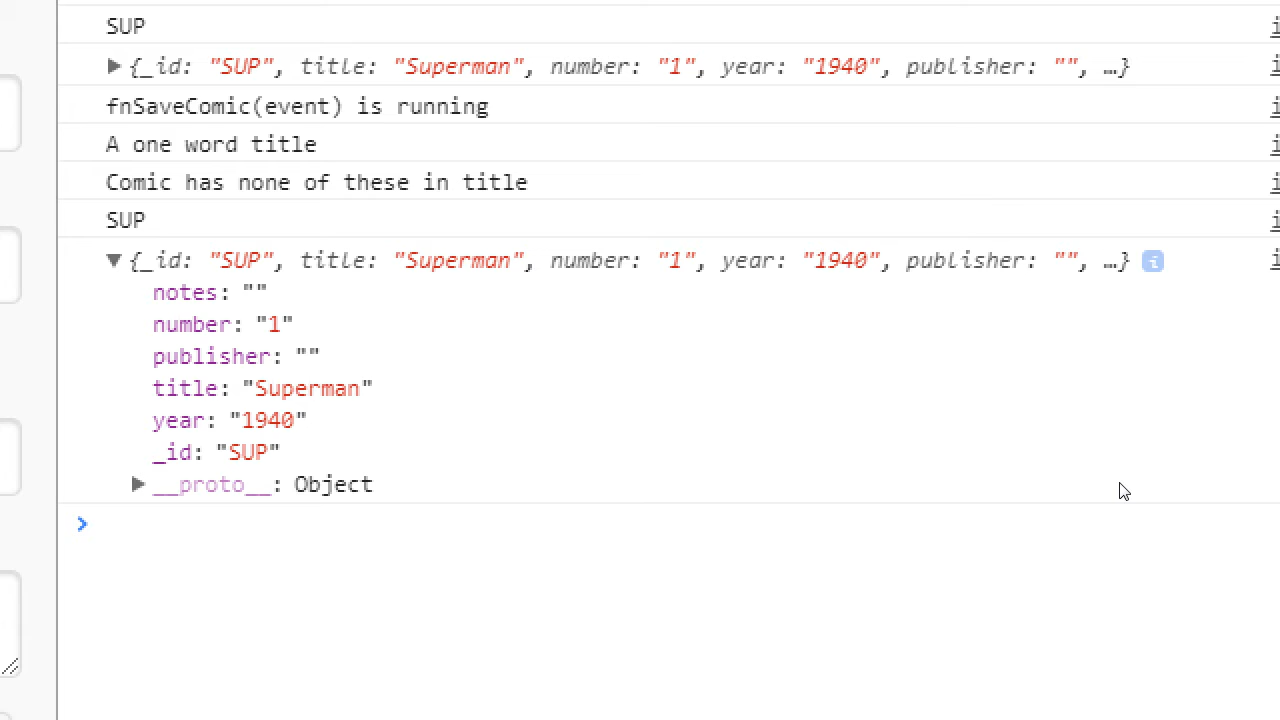 SUP
▶{_id: "SUP", title: "Superman", number: "1", year: "1940", publisher: "", …}
fnSaveComic(event) is running
A one word title
Comic has none of these in title
SUP
▼{_id: "SUP", title: "Superman", number: "1", year: "1940", publisher: "", …} i
notes: ""
number: "1"
publisher: ""
title: "Superman"
year: "1940"
_id: "SUP"
▶__proto__: Object